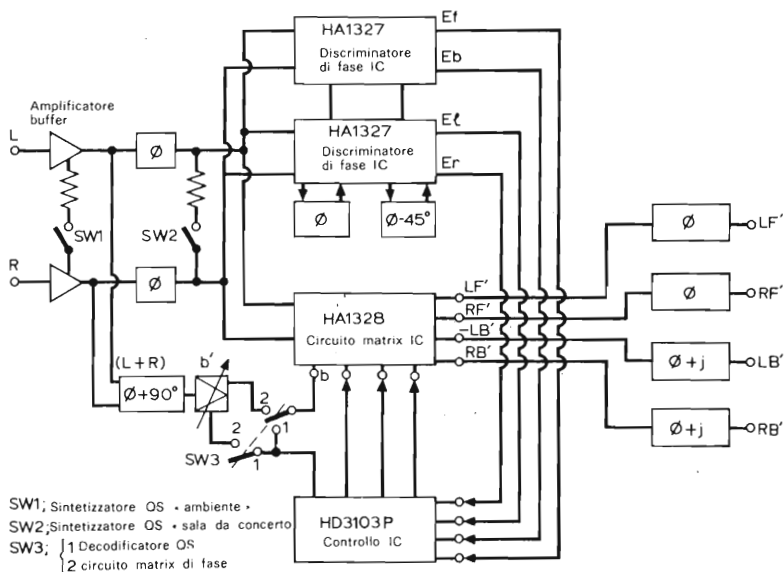 HA1327
Discriminatore
di fase IC
Ef
Eb
HA1327
Discriminatore
di fase IC
Eℓ
Er
Amplificatore
buffer
L
Ø
SW1
SW2
Ø
Ø-45°
R
Ø
HA1328
Circuito matrix IC
LF'
RF'
-LB'
RB'
Ø
LF'
Ø
RF'
Ø+j
LB'
Ø+j
RB'
(L+R)
Ø+90°
b'
b
2
1
2
1
SW3
HD3103P
Controllo IC
SW1; Sintetizzatore QS « ambiente »
SW2; Sintetizzatore QS « sala da concerto
SW3; { 1 Decodificatore QS
2 circuito matrix di fase